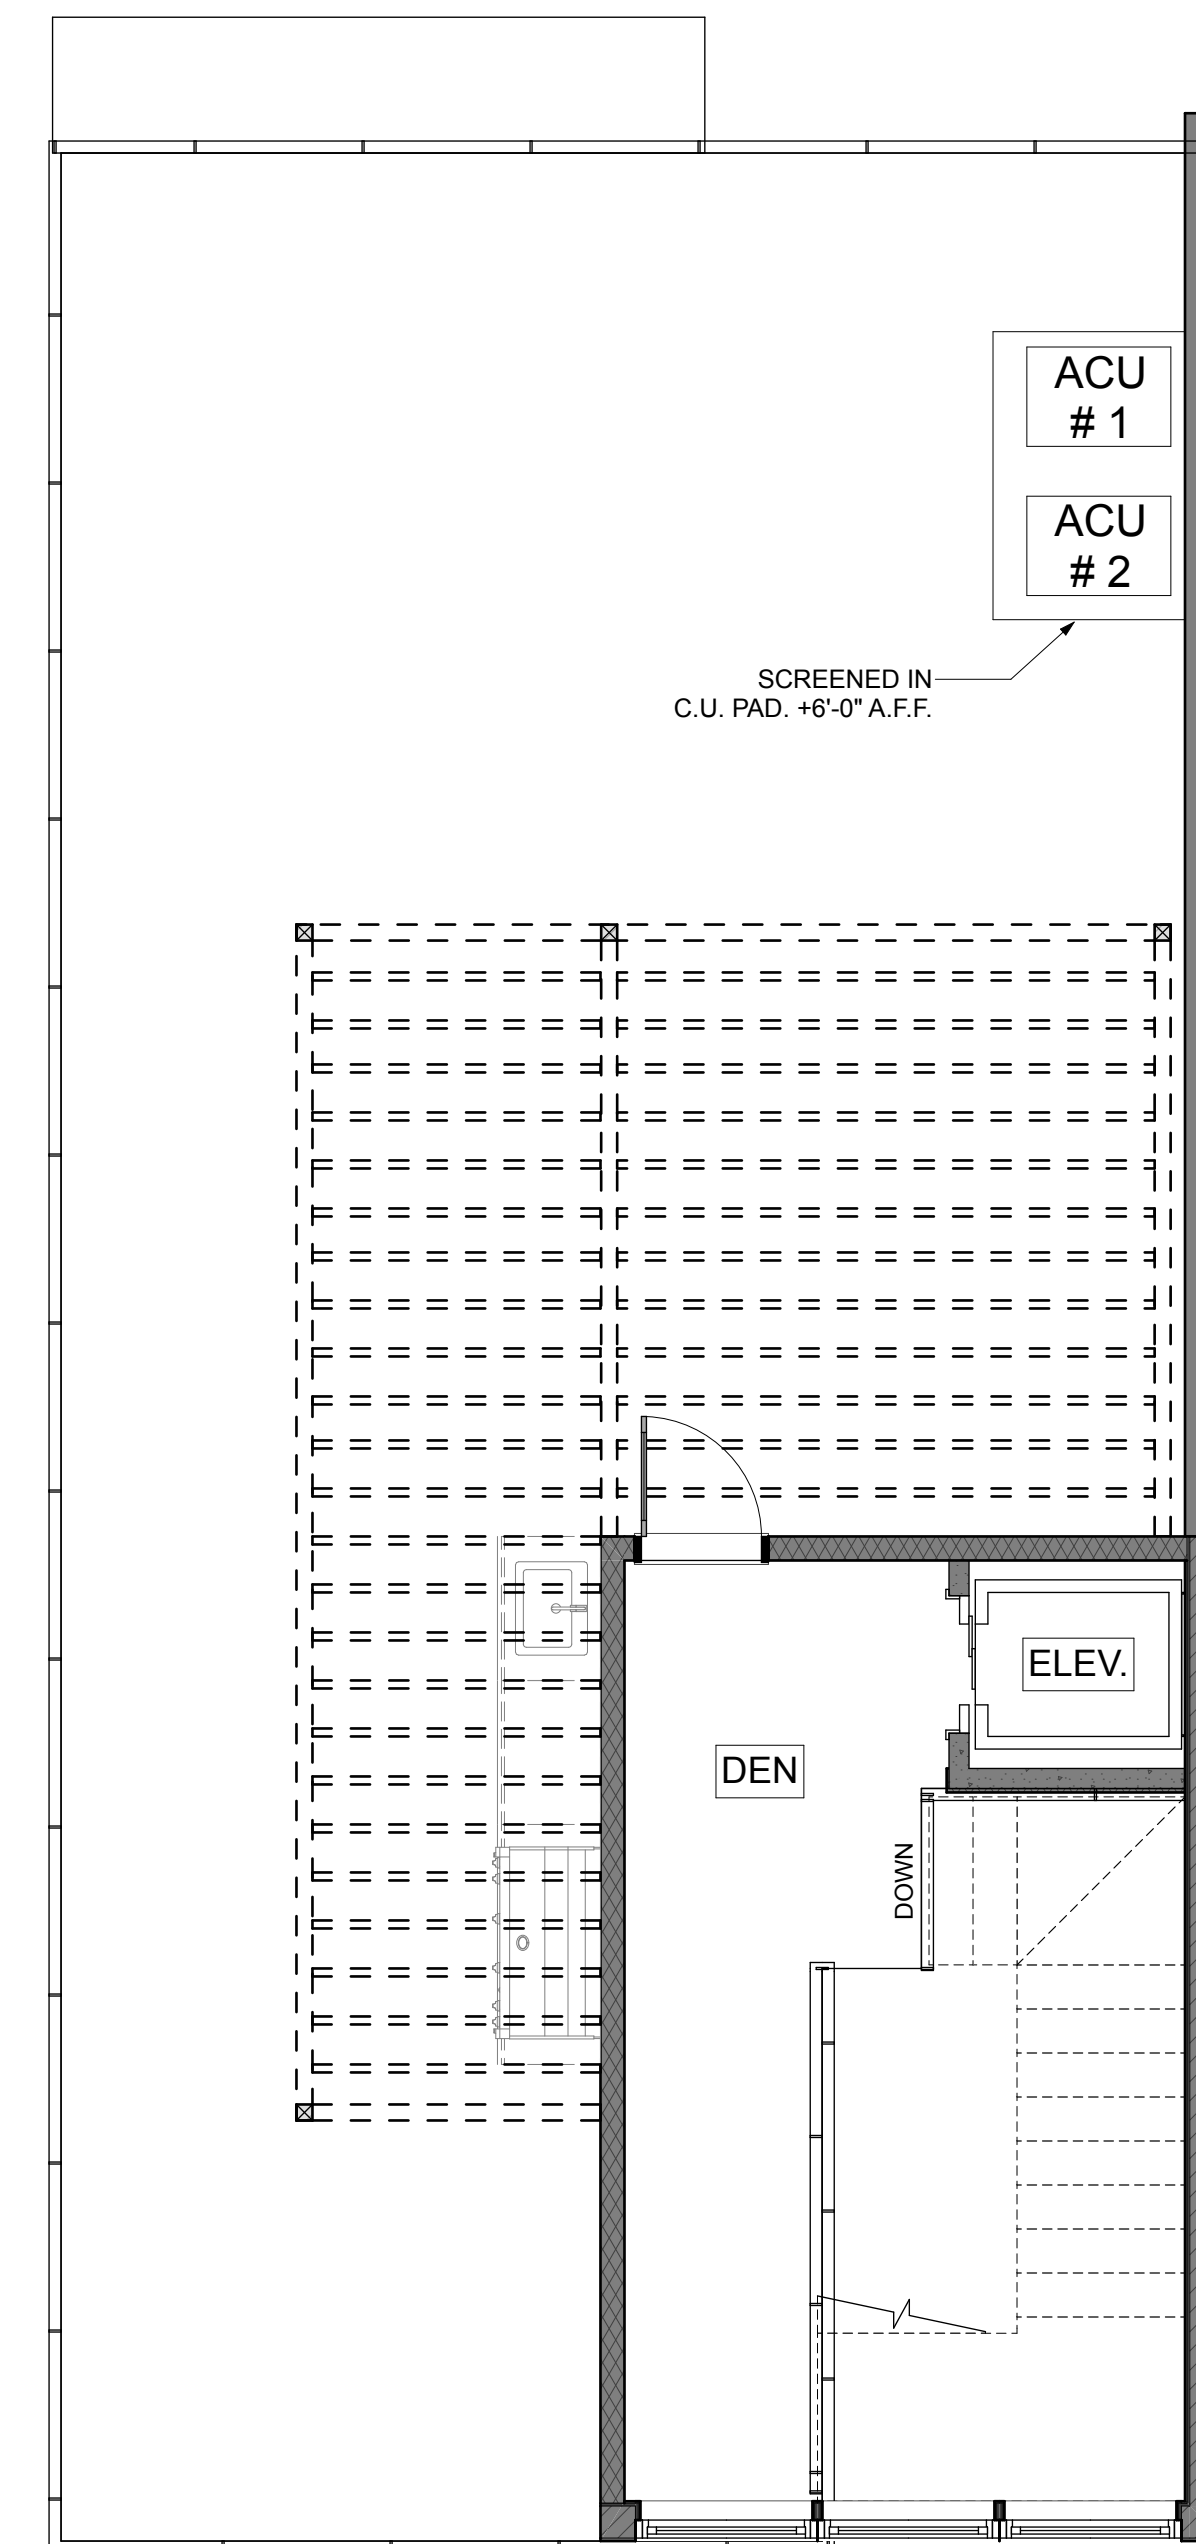 ACU
# 1
ACU
# 2
SCREENED IN
C.U. PAD. +6'-0" A.F.F.
ELEV.
DEN
DOWN